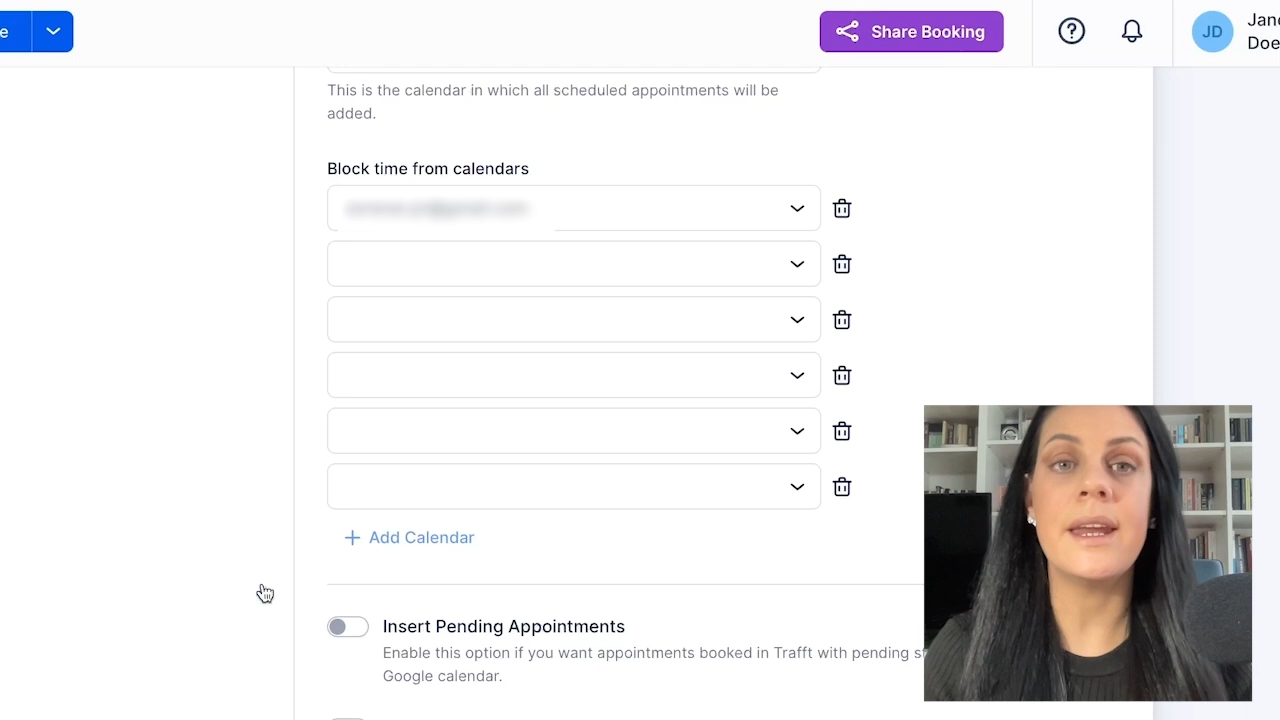 e
Share Booking
JD
Jane
Doe
This is the calendar in which all scheduled appointments will be
added.
Block time from calendars
Add Calendar
Insert Pending Appointments
Enable this option if you want appointments booked in Trafft with pending s
Google calendar.